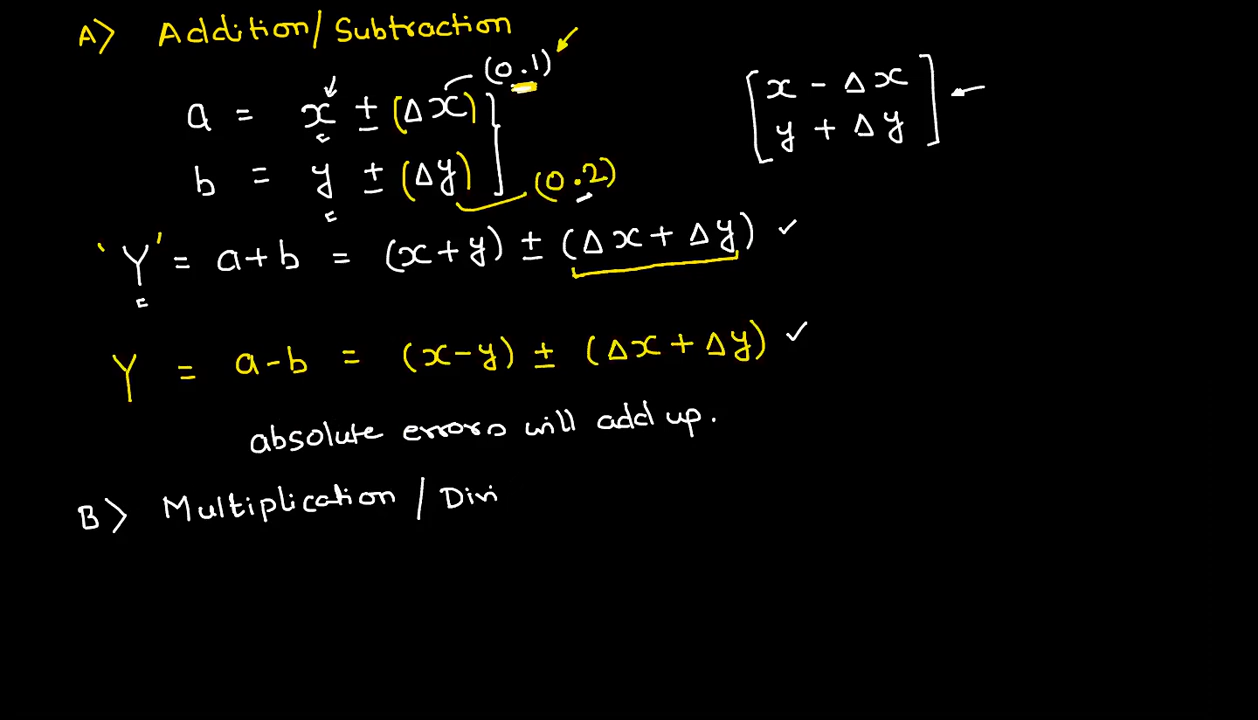 A> Addition/Subtraction
a = x ± (Δx) (0.1)
b = y ± (Δy) (0.2)
[x - Δx
y + Δy]
'Y' = a+b = (x+y) ± (Δx + Δy) ✓
Y = a-b = (x-y) ± (Δx + Δy) ✓
absolute errors will add up.
B> Multiplication / Divi